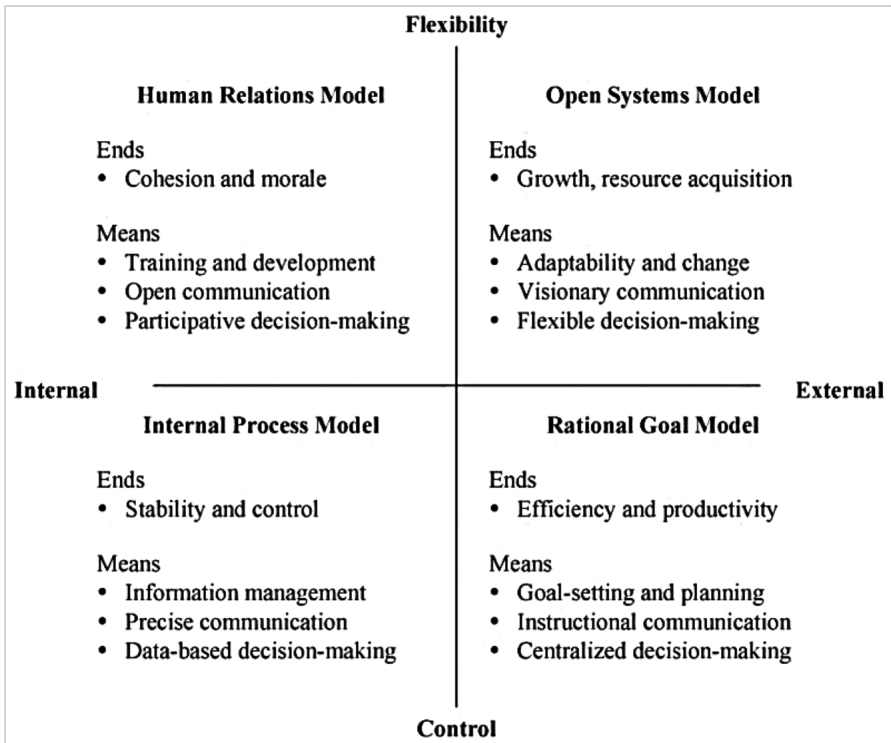 Flexibility
Human Relations Model
Ends
• Cohesion and morale
Means
• Training and development
• Open communication
• Participative decision-making
Open Systems Model
Ends
• Growth, resource acquisition
Means
• Adaptability and change
• Visionary communication
• Flexible decision-making
Internal
External
Internal Process Model
Ends
• Stability and control
Means
• Information management
• Precise communication
• Data-based decision-making
Rational Goal Model
Ends
• Efficiency and productivity
Means
• Goal-setting and planning
• Instructional communication
• Centralized decision-making
Control